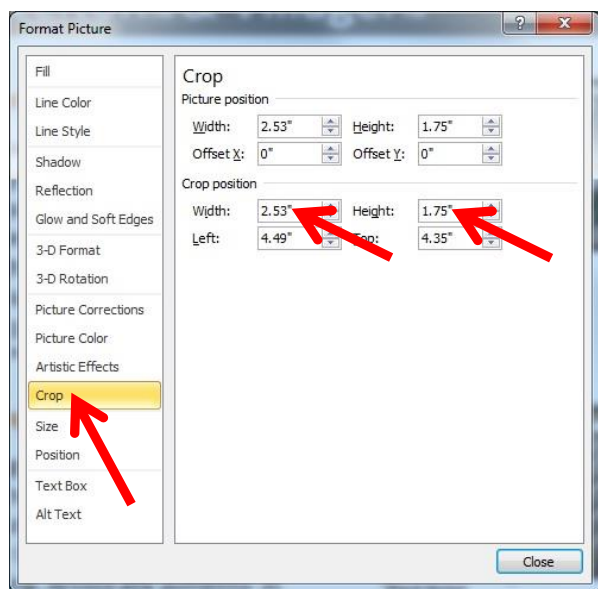 Format Picture
Fill
Line Color
Line Style
Shadow
Reflection
Glow and Soft Edges
3-D Format
3-D Rotation
Picture Corrections
Picture Color
Artistic Effects
Crop
Size
Position
Text Box
Alt Text
Crop
Picture position
Width: 2.53" Height: 1.75"
Offset X: 0" Offset Y: 0"
Crop position
Width: 2.53" Height: 1.75"
Left: 4.49" Top: 4.35"
Close